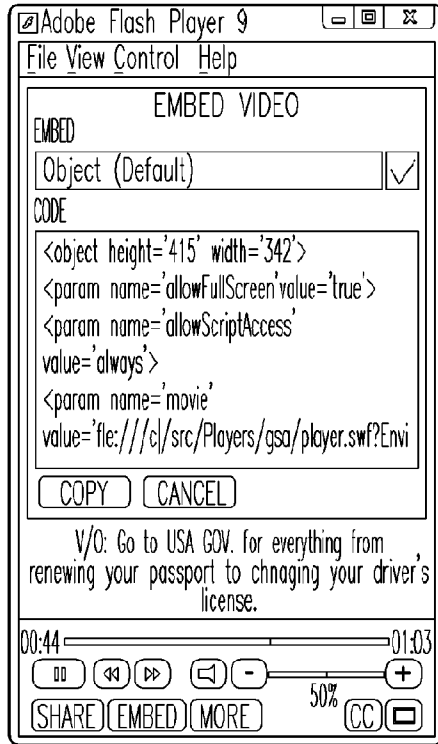 Adobe Flash Player 9
File View Control Help
EMBED VIDEO
EMBED
Object (Default)
CODE
<object height='415' width='342'>
<param name='allowFullScreen'value='true'>
<param name='allowScriptAccess'
value='always'>
<param name='movie'
value='fle:///c|/src/Players/gsa/player.swf?Envi
COPY CANCEL
V/O: Go to USA GOV. for everything from
renewing your passport to chnaging your driver's
license.
00:44 01:03
- +
50%
SHARE EMBED MORE CC